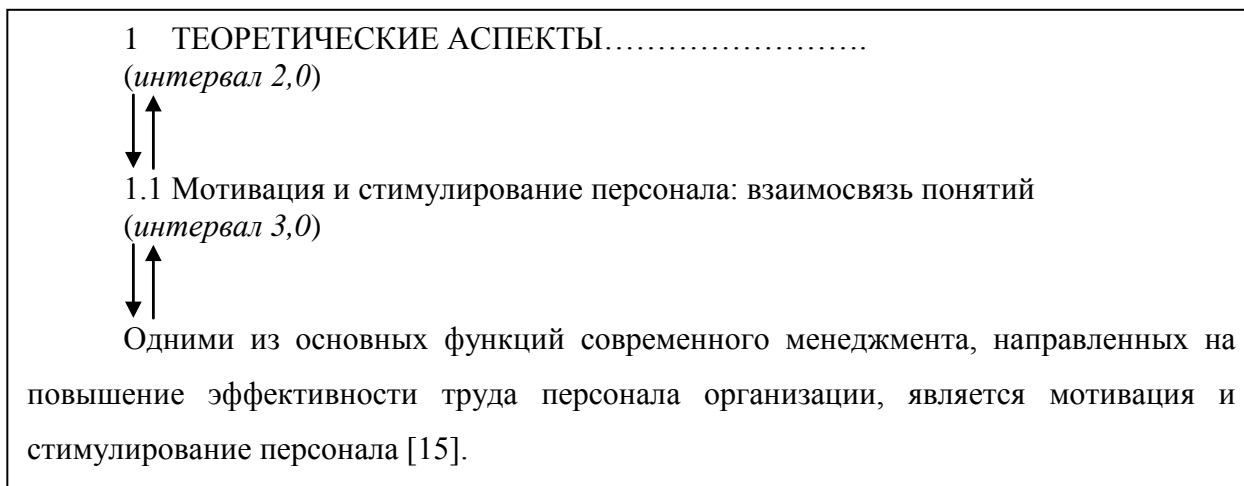 1 ТЕОРЕТИЧЕСКИЕ АСПЕКТЫ…………………….
(интервал 2,0)
1.1 Мотивация и стимулирование персонала: взаимосвязь понятий
(интервал 3,0)
Одними из основных функций современного менеджмента, направленных на
повышение эффективности труда персонала организации, является мотивация и
стимулирование персонала [15].